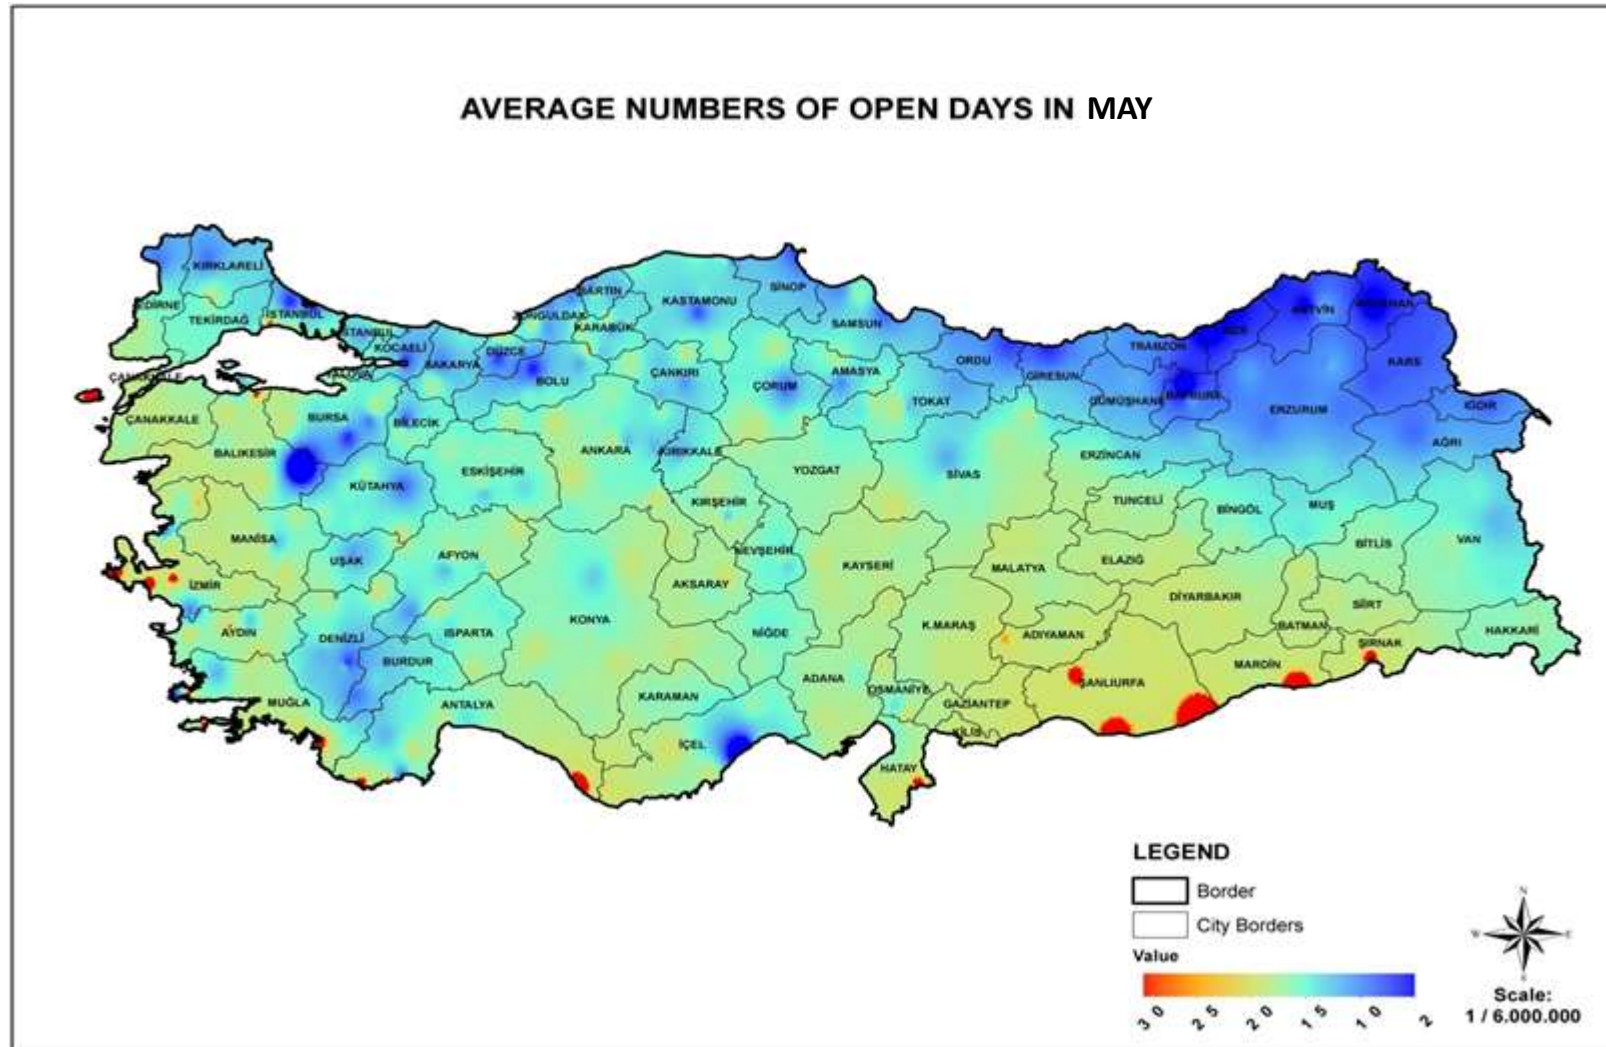 AVERAGE NUMBERS OF OPEN DAYS IN MAY
KIRKLARELİ
EDİRNE
TEKİRDAĞ
İSTANBUL
İSTANBUL
KOCAELİ
SAKARYA
DÜZCE
BOLU
ZONGULDAK
BARTIN
KARABÜK
KASTAMONU
SİNOP
SAMSUN
ÇANKIRI
ÇORUM
AMASYA
TOKAT
ORDU
GİRESUN
TRABZON
GÜMÜŞHANE
BAYBURT
ARTVİN
KARS
IĞDIR
ERZURUM
AĞRI
ÇANAKKALE
ÇANAKKALE
BALIKESİR
BURSA
BİLECİK
KÜTAHYA
ESKİŞEHİR
ANKARA
KIRIKKALE
KIRŞEHİR
YOZGAT
SİVAS
ERZİNCAN
TUNCELİ
BİNGÖL
MUŞ
BİTLİS
VAN
MANİSA
UŞAK
AFYON
İZMİR
AYDIN
DENİZLİ
ISPARTA
BURDUR
MUĞLA
ANTALYA
KONYA
AKSARAY
NEVŞEHİR
NİĞDE
KAYSERİ
KARAMAN
İÇEL
ADANA
OSMANİYE
HATAY
K.MARAŞ
GAZİANTEP
KİLİS
MALATYA
ADIYAMAN
ŞANLIURFA
ELAZIĞ
DİYARBAKIR
MARDİN
BATMAN
SİİRT
ŞIRNAK
HAKKARİ
LEGEND
Border
City Borders
Value
30 25 20 15 10 2
N
W E
S
Scale:
1 / 6.000.000